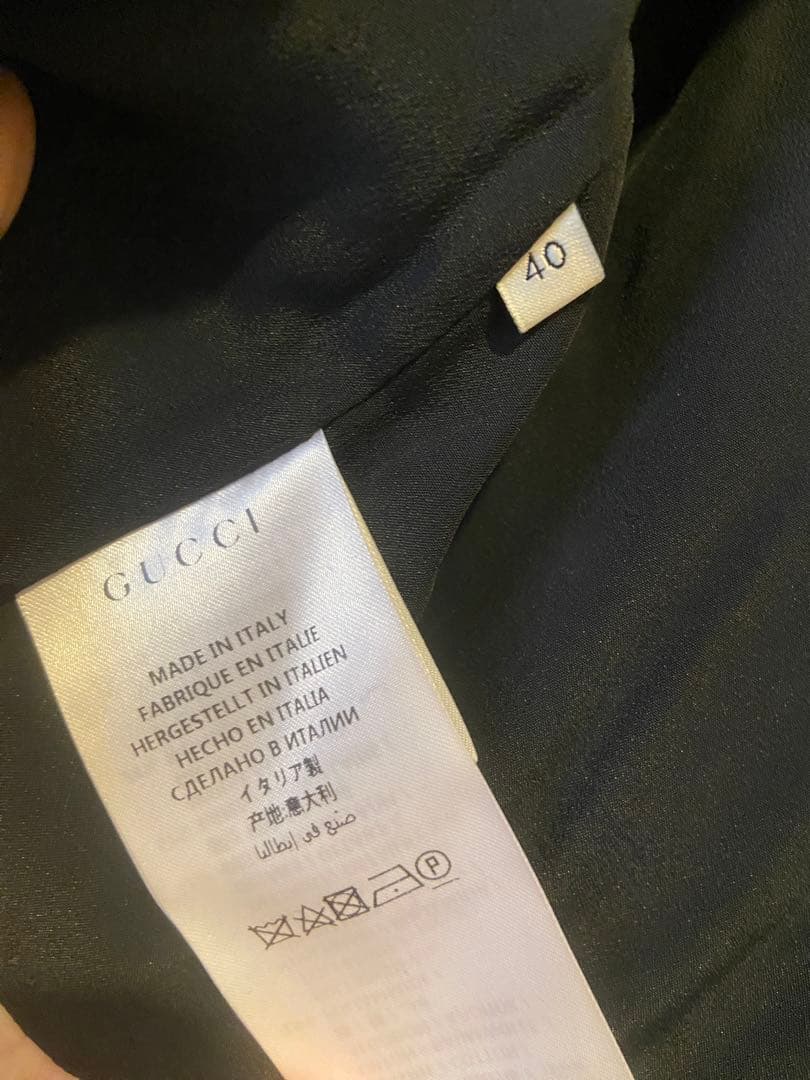 40
GUCCI
MADE IN ITALY
FABRIQUE EN ITALIE
HERGESTELLT IN ITALIEN
HECHO EN ITALIA
СДЕЛАНО В ИТАЛИИ
イタリア製
产地:意大利
صنع في إيطاليا
P